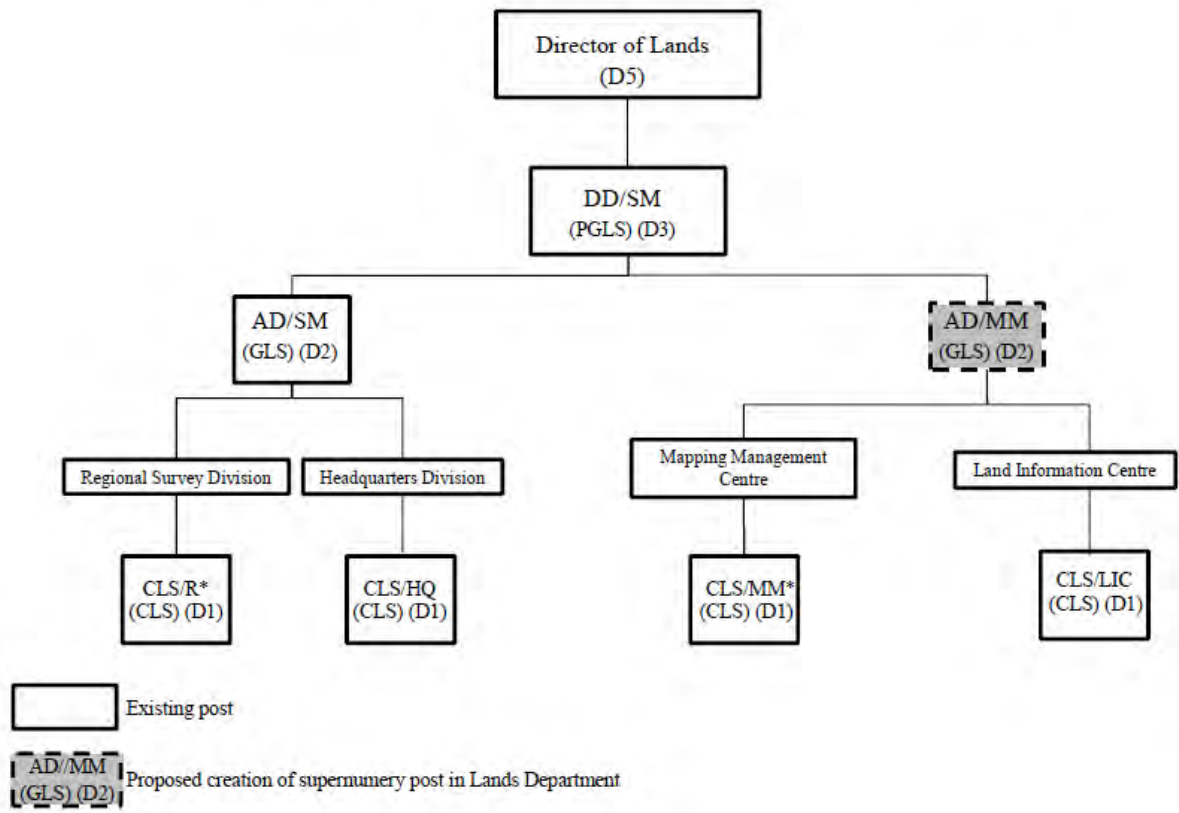 Director of Lands
(D5)
DD/SM
(PGLS) (D3)
AD/SM
(GLS) (D2)
AD/MM
(GLS) (D2)
Regional Survey Division
Headquarters Division
Mapping Management
Centre
Land Information Centre
CLS/R*
(CLS) (D1)
CLS/HQ
(CLS) (D1)
CLS/MM*
(CLS) (D1)
CLS/LIC
(CLS) (D1)
Existing post
AD//MM
(GLS) (D2)
Proposed creation of supernumery post in Lands Department